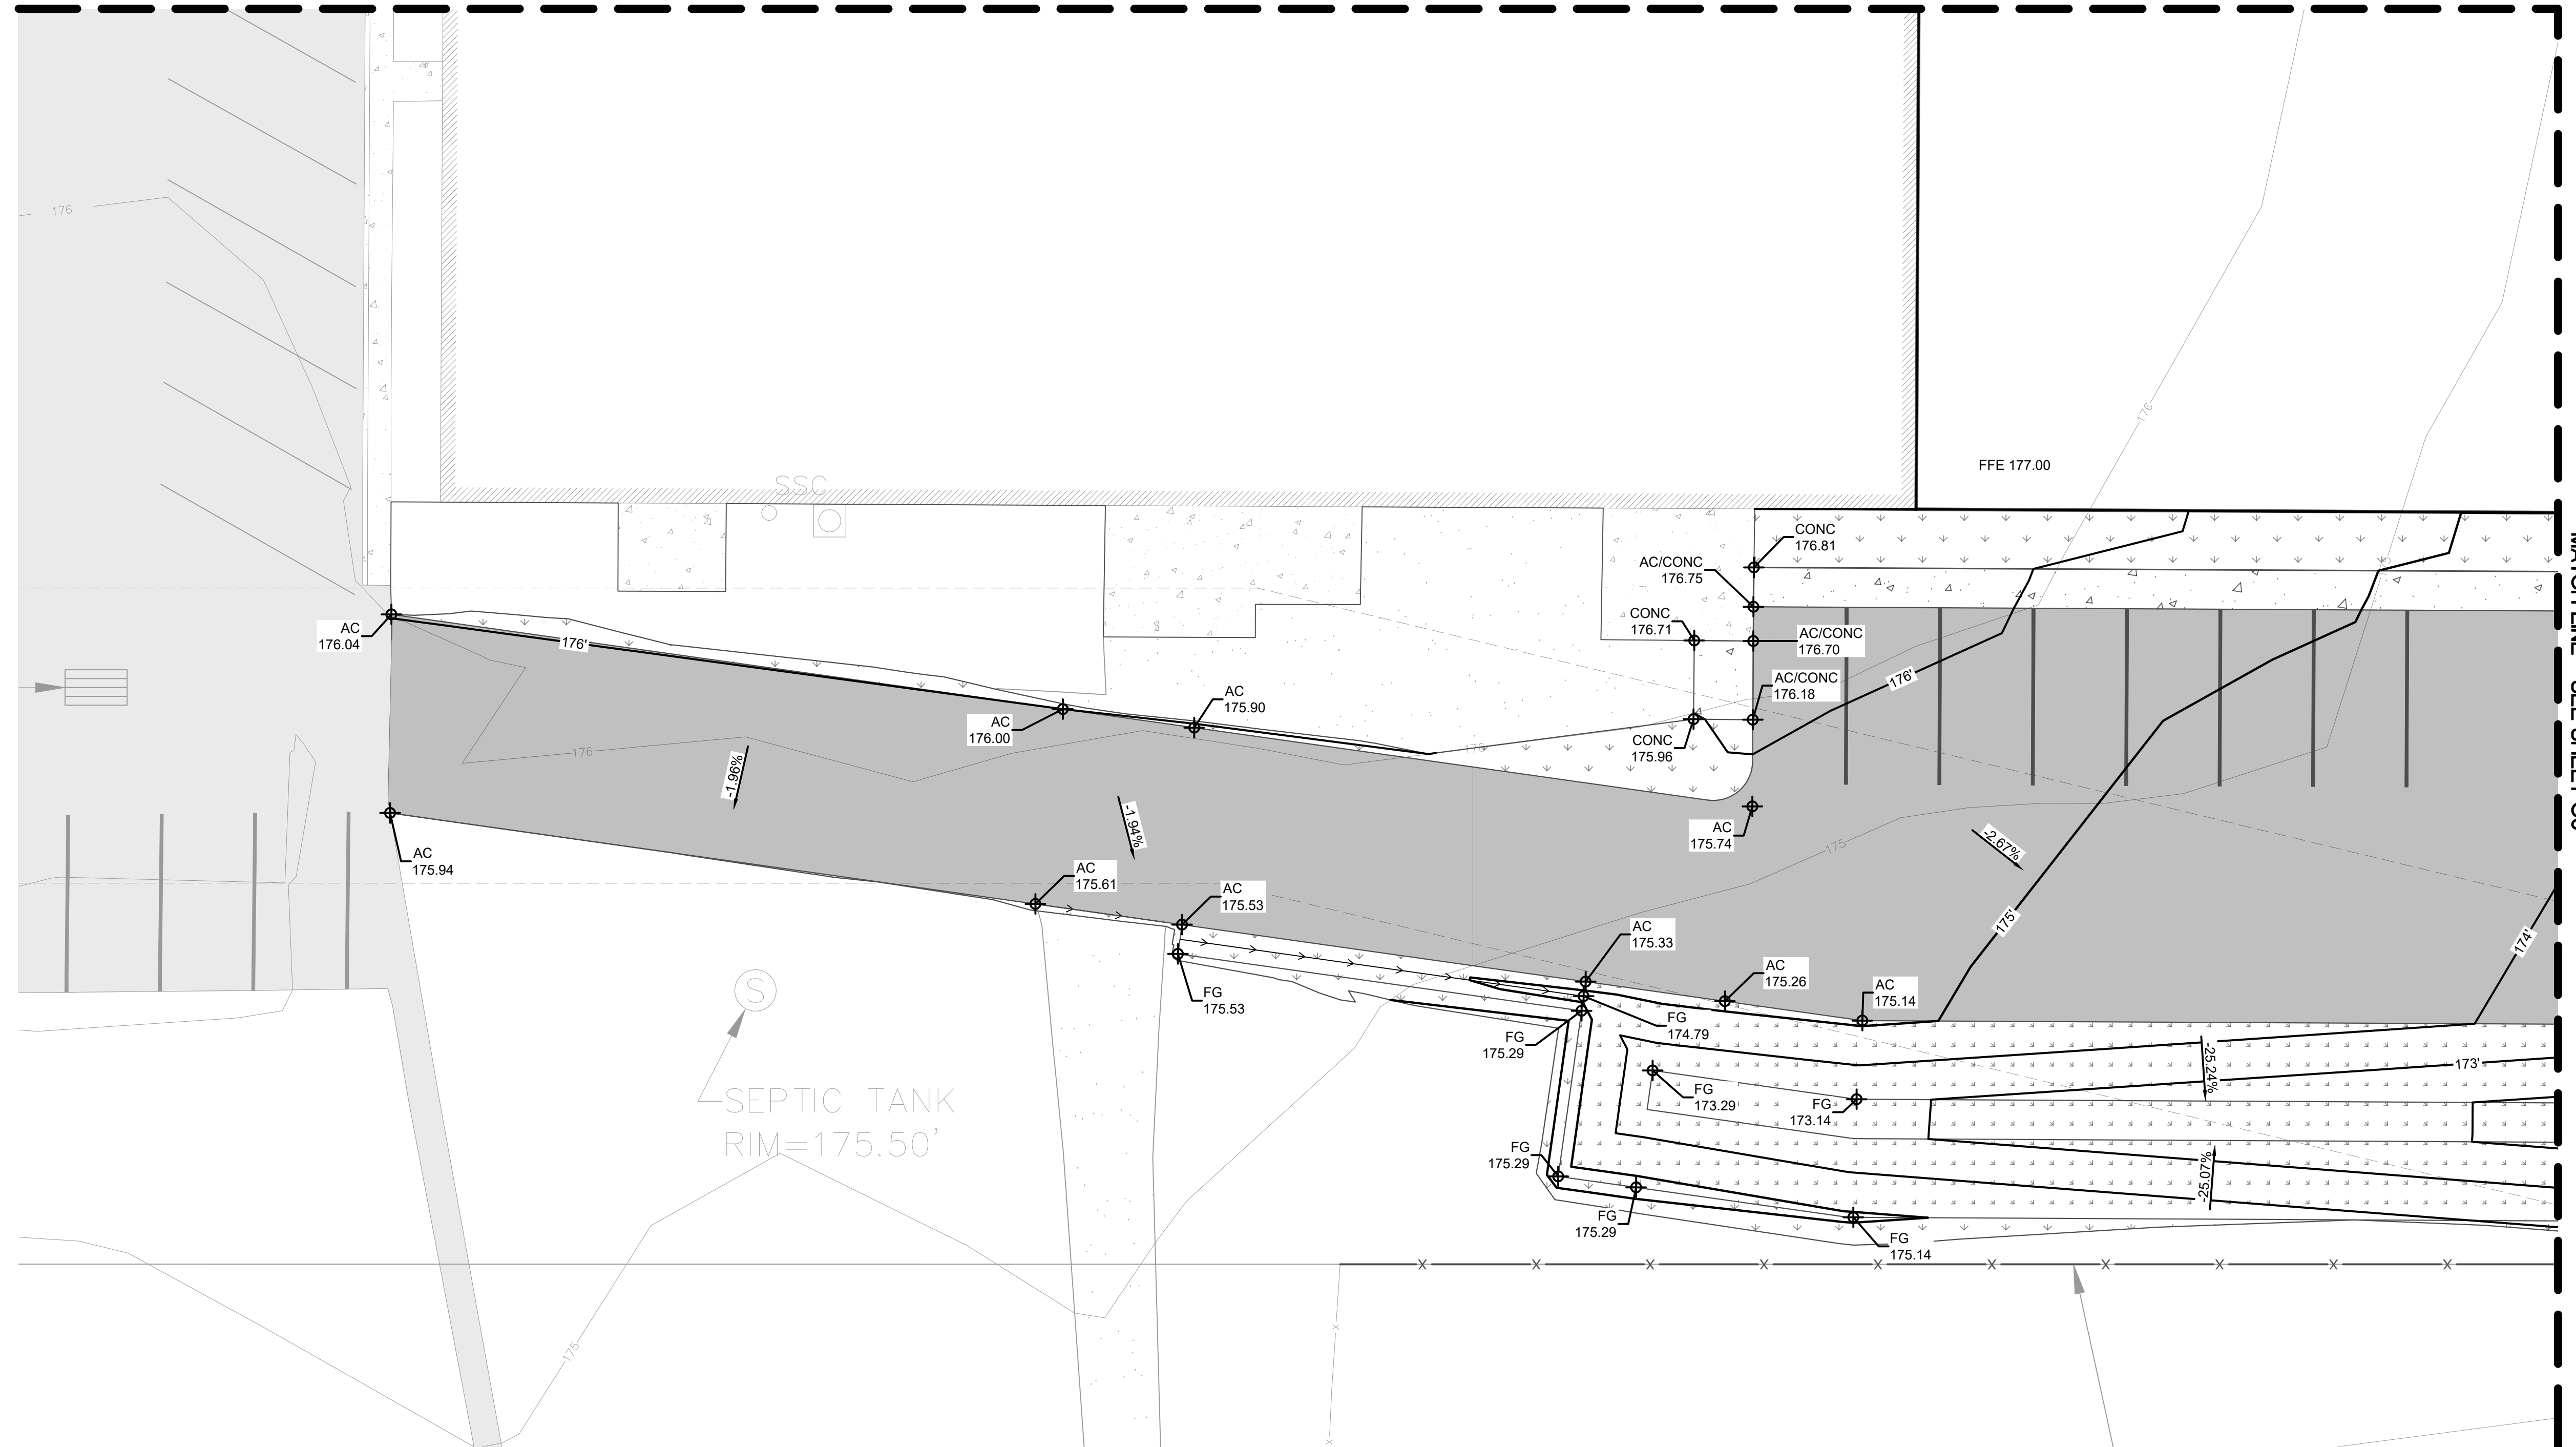 176
SSC
FFE 177.00
176
CONC
176.81
AC/CONC
176.75
CONC
176.71
AC/CONC
176.70
AC/CONC
176.18
CONC
175.96
AC
176.04
176'
AC
176.00
AC
175.90
176
176'
175
175
-1.96%
-1.94%
176
AC
175.74
175
-2.67%
175'
174'
AC
175.94
AC
175.61
AC
175.53
AC
175.33
AC
175.26
AC
175.14
FG
175.53
FG
174.79
FG
175.29
S
SEPTIC TANK
RIM=175.50'
FG
173.29
FG
173.14
-25.24%
173'
FG
175.29
FG
175.29
-25.07%
FG
175.14
X X X X X X X X X X
X
X
175